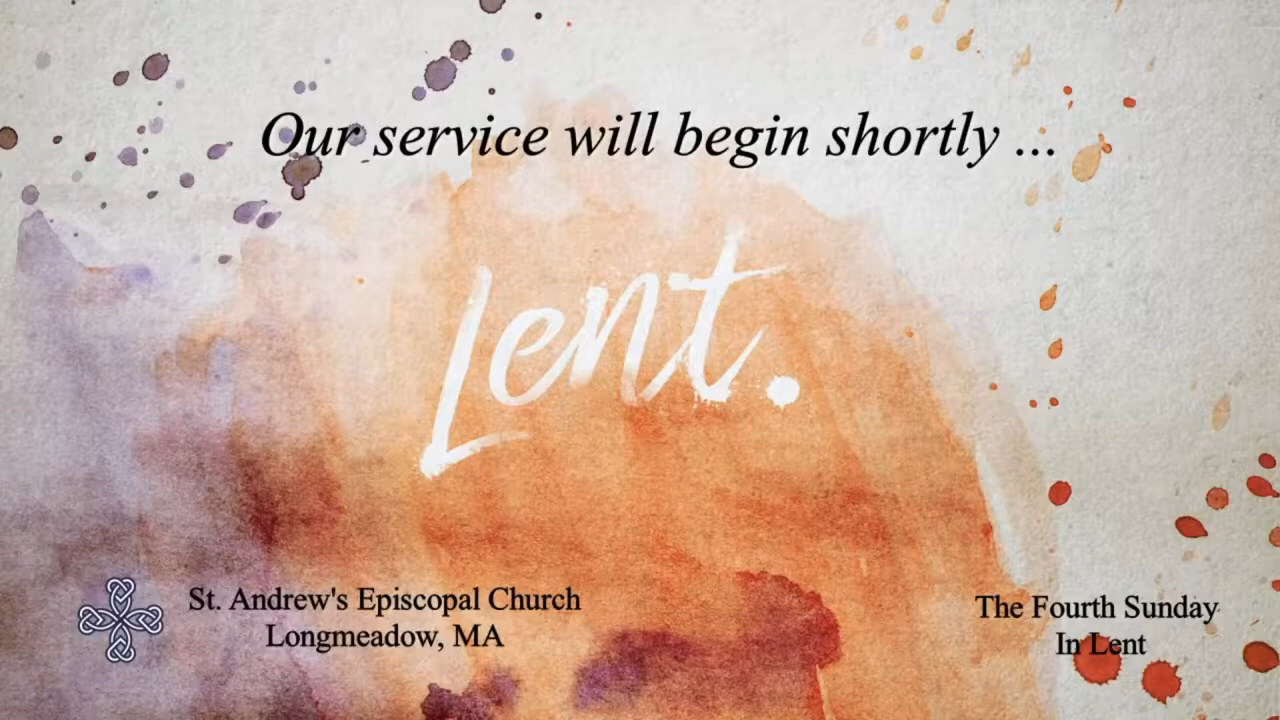 Our service will begin shortly ...
Lent.
St. Andrew's Episcopal Church
Longmeadow, MA
The Fourth Sunday
In Lent